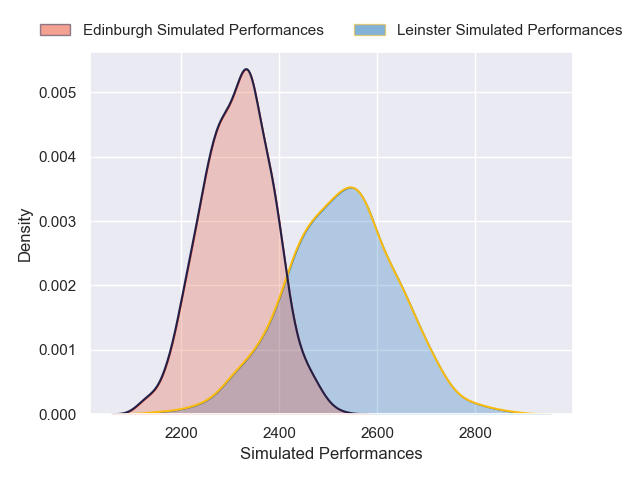 Edinburgh Simulated Performances
Leinster Simulated Performances
0.005
0.004
0.003
0.002
0.001
0.000
Density
2200
2400
2600
2800
Simulated Performances